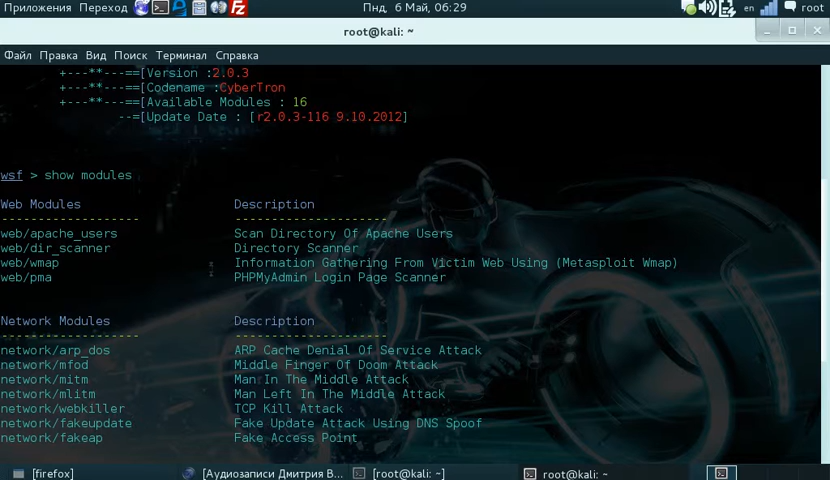 Приложения Переход Пнд, 6 Май, 06:29 en root
root@kali: ~
Файл Правка Вид Поиск Терминал Справка
+---**---==[Version :2.0.3
+---**---==[Codename :CyberTron
+---**---==[Available Modules : 16
--=[Update Date : [r2.0.3-116 9.10.2012]
wsf > show modules
Web Modules Description
------------------- ---------------------
web/apache_users Scan Directory Of Apache Users
web/dir_scanner Directory Scanner
web/wmap Information Gathering From Victim Web Using (Metasploit Wmap)
web/pma PHPMyAdmin Login Page Scanner
Network Modules Description
------------------- ---------------------
network/arp_dos ARP Cache Denial Of Service Attack
network/mfod Middle Finger Of Doom Attack
network/mitm Man In The Middle Attack
network/mlitm Man Left In The Middle Attack
network/webkiller TCP Kill Attack
network/fakeupdate Fake Update Attack Using DNS Spoof
network/fakeap Fake Access Point
[firefox] [Аудиозаписи Дмитрия В... [root@kali: ~] root@kali: ~